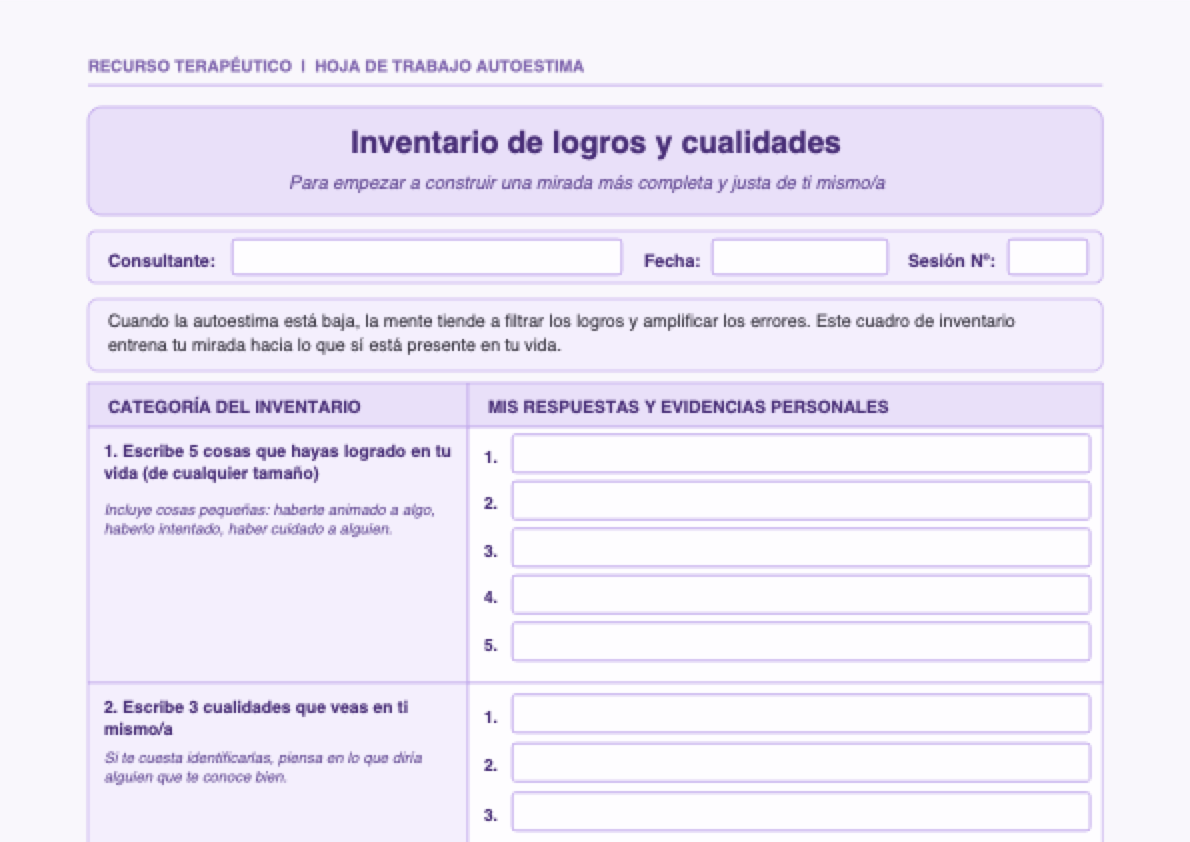 RECURSO TERAPÉUTICO | HOJA DE TRABAJO AUTOESTIMA
Inventario de logros y cualidades
Para empezar a construir una mirada más completa y justa de ti mismo/a
Consultante: Fecha: Sesión Nº:
Cuando la autoestima está baja, la mente tiende a filtrar los logros y amplificar los errores. Este cuadro de inventario
entrena tu mirada hacia lo que sí está presente en tu vida.
CATEGORÍA DEL INVENTARIO
MIS RESPUESTAS Y EVIDENCIAS PERSONALES
1. Escribe 5 cosas que hayas logrado en tu
vida (de cualquier tamaño)
Incluye cosas pequeñas: haberte animado a algo,
haberlo intentado, haber cuidado a alguien.
1.
2.
3.
4.
5.
2. Escribe 3 cualidades que veas en ti
mismo/a
Si te cuesta identificarlas, piensa en lo que diría
alguien que te conoce bien.
1.
2.
3.